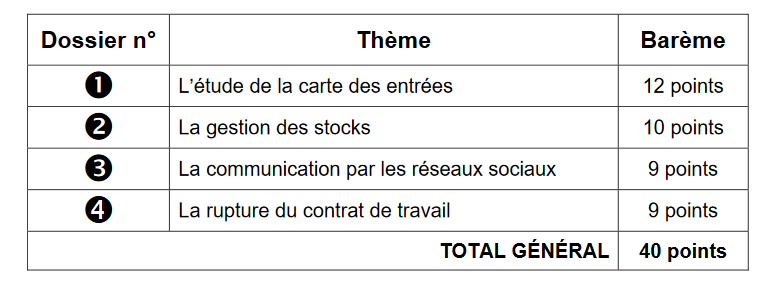 Dossier n° Thème Barème
❶ L’étude de la carte des entrées 12 points
❷ La gestion des stocks 10 points
❸ La communication par les réseaux sociaux 9 points
❹ La rupture du contrat de travail 9 points
TOTAL GÉNÉRAL 40 points